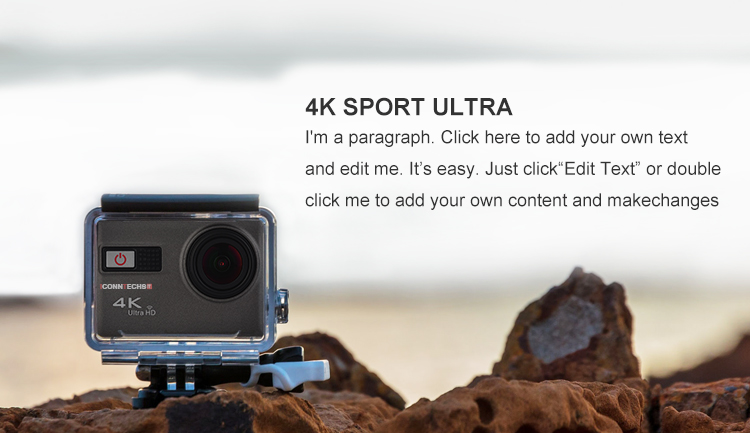 4K SPORT ULTRA
I'm a paragraph. Click here to add your own text
and edit me. It’s easy. Just click“Edit Text” or double
click me to add your own content and makechanges
CONNTECHS
4K
Ultra HD